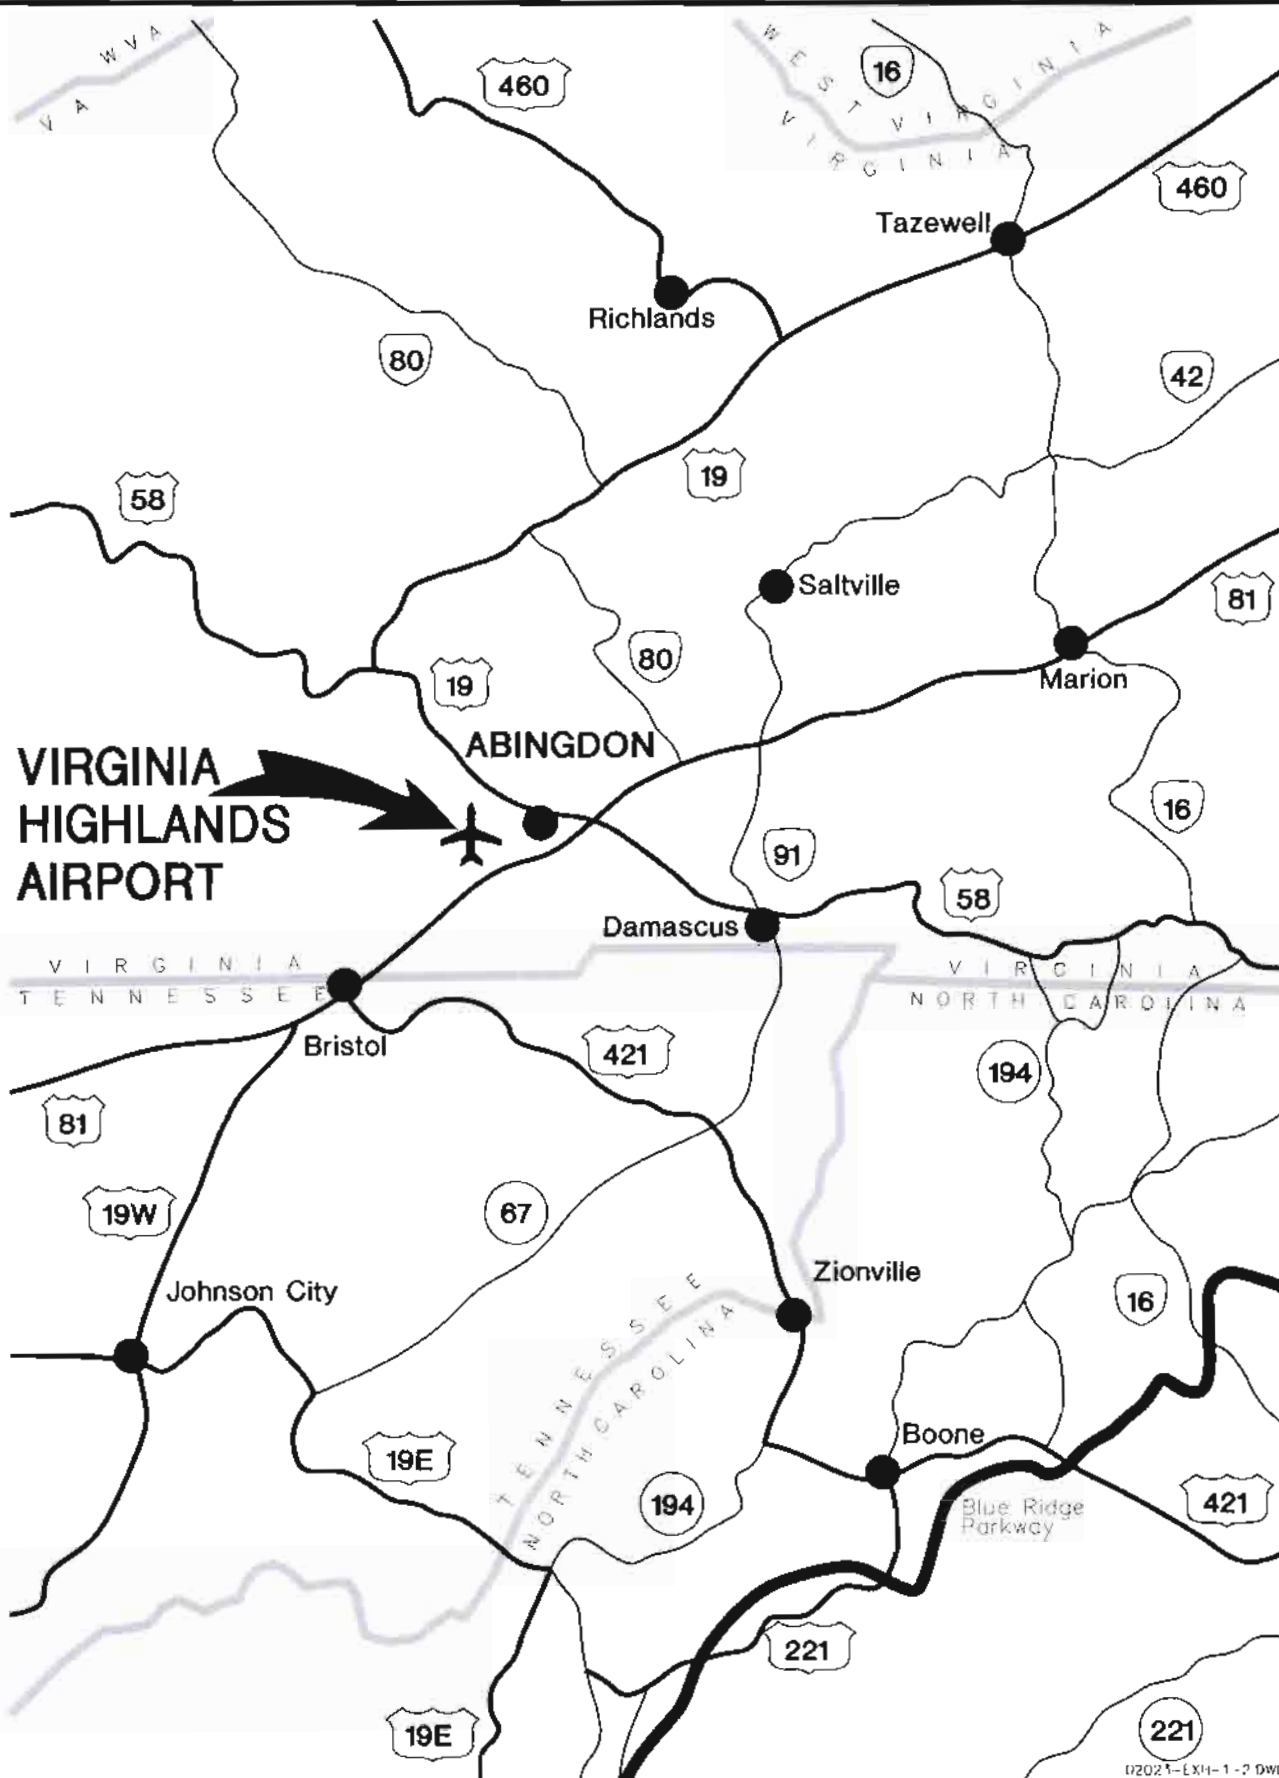 WVA
VA
WEST VIRGINIA
VIRGINIA
16
460
460
Tazewell
Richlands
80
42
19
58
Saltville
81
80
Marion
19
ABINGDON
VIRGINIA
HIGHLANDS
AIRPORT
16
91
58
Damascus
VIRGINIA
TENNESSEE
VIRCINIA
NORTH CAROLINA
Bristol
421
194
81
19W
67
Zionville
Johnson City
16
TENNESSEE
NORTH CAROLINA
Boone
19E
194
421
Blue Ridge
Parkway
221
19E
221